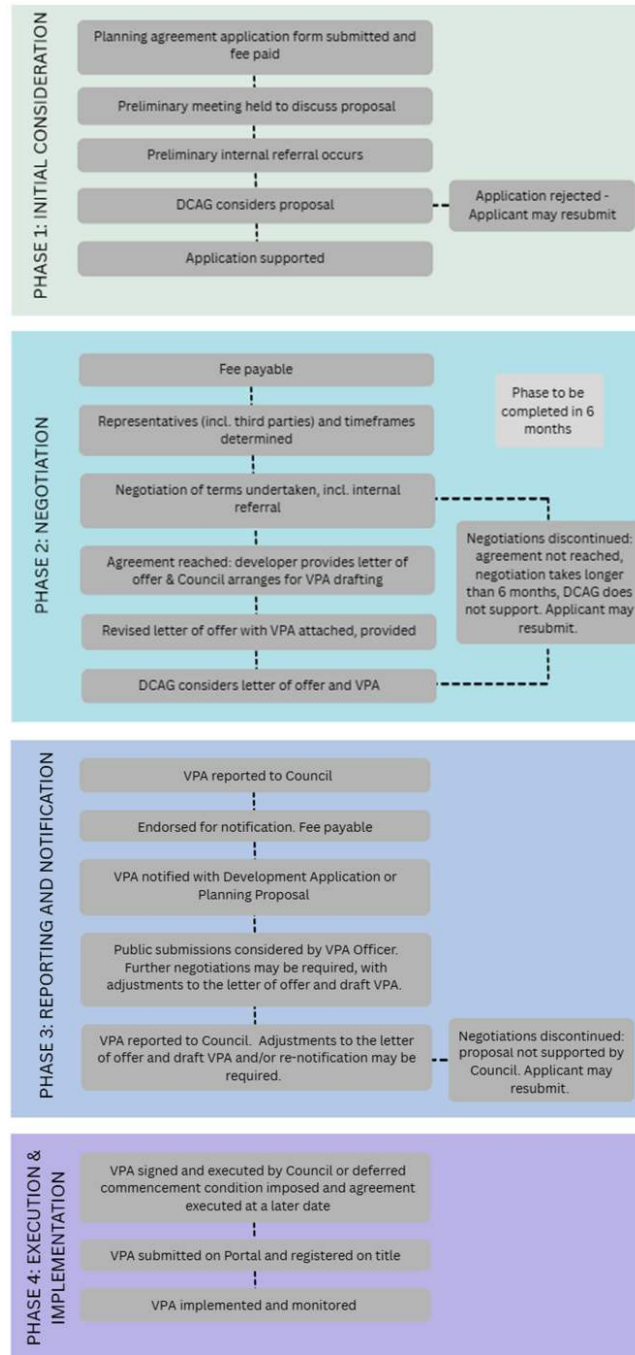 PHASE 1: INITIAL CONSIDERATION
Planning agreement application form submitted and
fee paid
Preliminary meeting held to discuss proposal
Preliminary internal referral occurs
DCAG considers proposal
Application rejected -
Applicant may resubmit
Application supported
PHASE 2: NEGOTIATION
Fee payable
Phase to be
completed in 6
months
Representatives (incl. third parties) and timeframes
determined
Negotiation of terms undertaken, incl. internal
referral
Negotiations discontinued:
agreement not reached,
negotiation takes longer
than 6 months, DCAG does
not support. Applicant may
resubmit.
Agreement reached: developer provides letter of
offer & Council arranges for VPA drafting
Revised letter of offer with VPA attached, provided
DCAG considers letter of offer and VPA
PHASE 3: REPORTING AND NOTIFICATION
VPA reported to Council
Endorsed for notification. Fee payable
VPA notified with Development Application or
Planning Proposal
Public submissions considered by VPA Officer.
Further negotiations may be required, with
adjustments to the letter of offer and draft VPA.
VPA reported to Council. Adjustments to the letter
of offer and draft VPA and/or re-notification may be
required.
Negotiations discontinued:
proposal not supported by
Council. Applicant may
resubmit.
PHASE 4: EXECUTION &
IMPLEMENTATION
VPA signed and executed by Council or deferred
commencement condition imposed and agreement
executed at a later date
VPA submitted on Portal and registered on title
VPA implemented and monitored